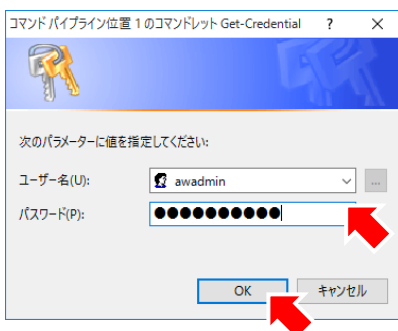 コマンド パイプライン位置 1 のコマンドレット Get-Credential ? ×
次のパラメーターに値を指定してください:
ユーザー名(U): awadmin ...
パスワード(P): ●●●●●●●●●●
OK キャンセル